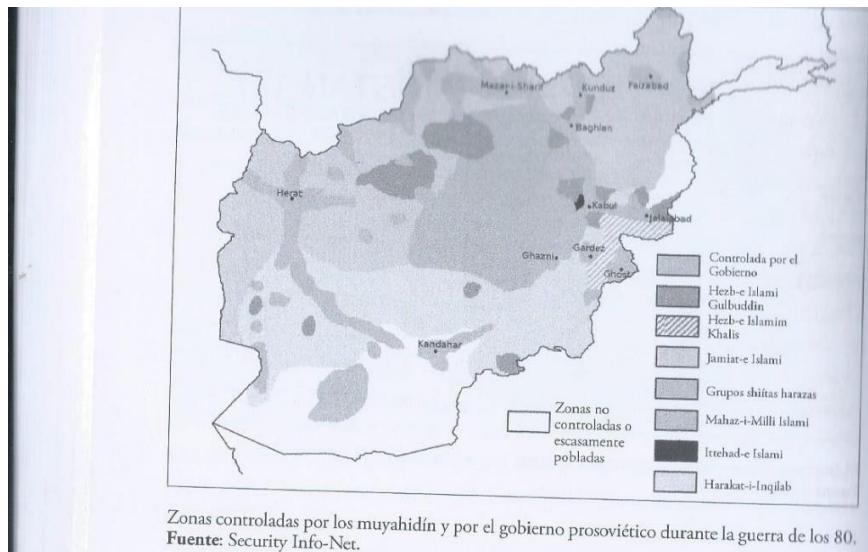 Mazar-i-Sharif
Kunduz
Faizabad
Baghlan
Herat
Kabul
Jalalabad
Ghazni
Gardez
Ghost
Kandahar
Controlada por el
Gobierno
Hezb-e Islami
Gulbuddin
Hezb-e Islamim
Khalis
Jamiat-e Islami
Grupos shiítas harazas
Mahaz-i-Milli Islami
Ittehad-e Islami
Harakat-i-Inqilab
Zonas no
controladas o
escasamente
pobladas
Zonas controladas por los muyahidín y por el gobierno prosoviético durante la guerra de los 80.
Fuente: Security Info-Net.